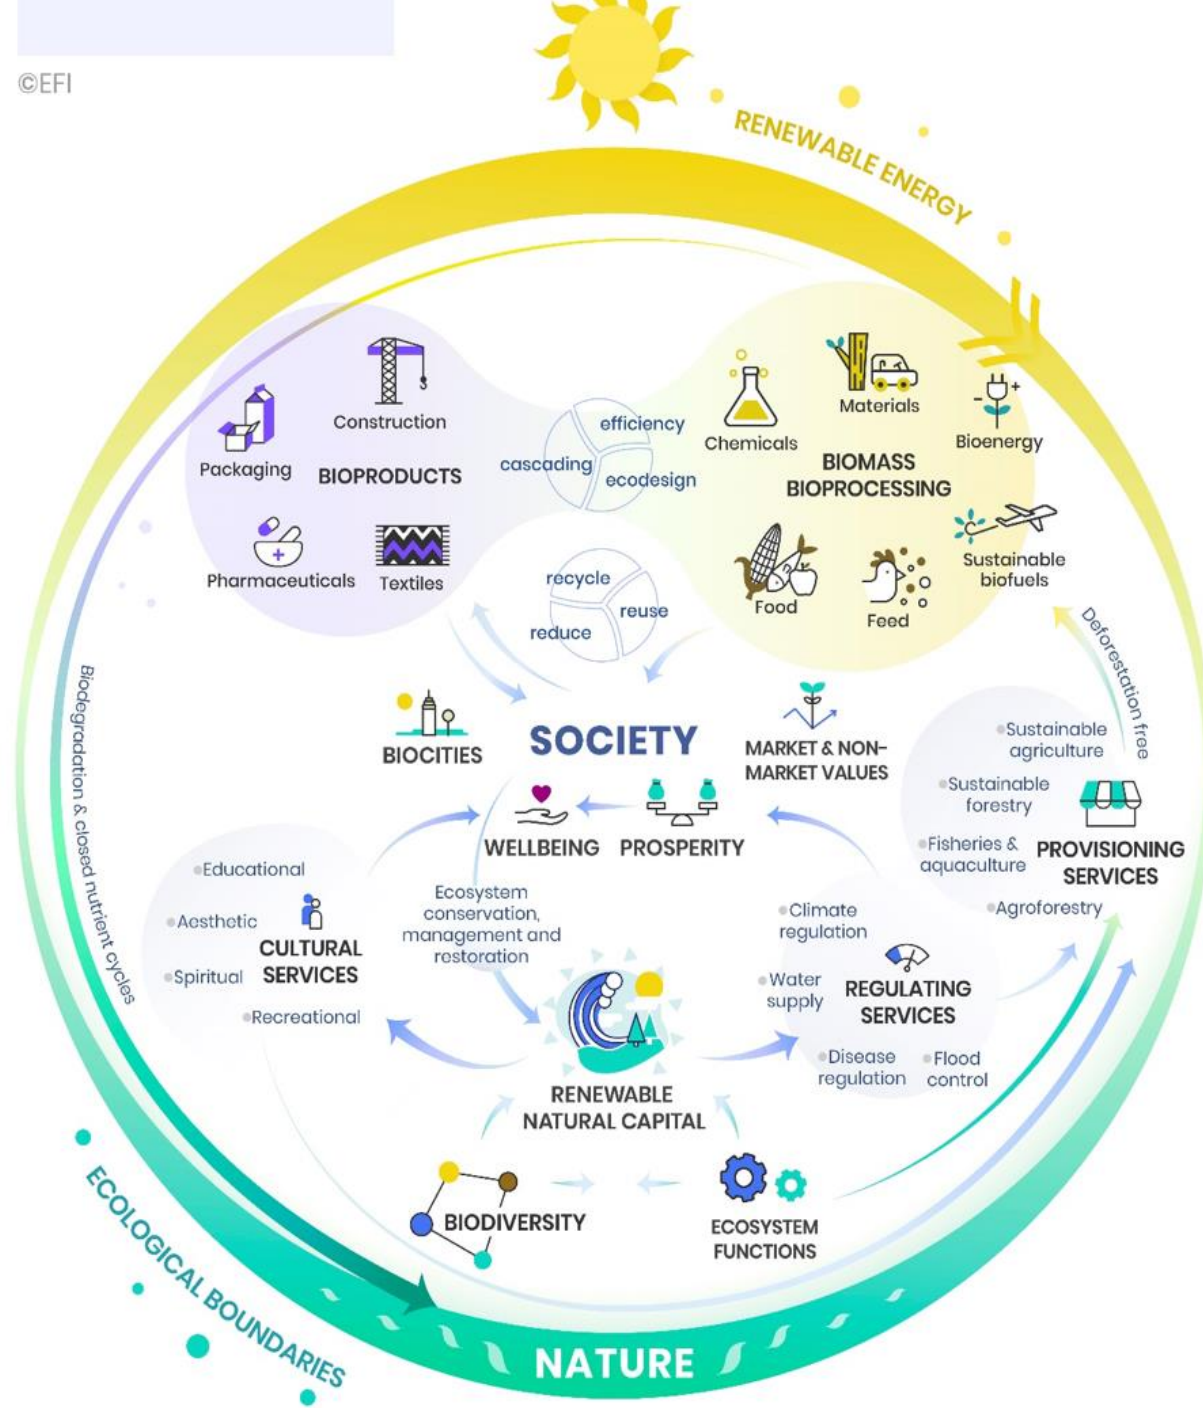 ©EFI
RENEWABLE ENERGY
Construction
Packaging
BIOPRODUCTS
Pharmaceuticals
Textiles
efficiency
cascading
ecodesign
recycle
reuse
reduce
Chemicals
Materials
Bioenergy
BIOMASS
BIOPROCESSING
Sustainable
biofuels
Food
Feed
Deforestation free
Biodegradation & closed nutrient cycles
BIOCITIES
SOCIETY
MARKET & NON-
MARKET VALUES
WELLBEING
PROSPERITY
Sustainable
agriculture
Sustainable
forestry
Fisheries &
aquaculture
PROVISIONING
SERVICES
Agroforestry
Educational
Aesthetic
CULTURAL
SERVICES
Spiritual
Recreational
Ecosystem
conservation,
management and
restoration
Climate
regulation
Water
supply
REGULATING
SERVICES
Disease
regulation
Flood
control
RENEWABLE
NATURAL CAPITAL
BIODIVERSITY
ECOSYSTEM
FUNCTIONS
ECOLOGICAL BOUNDARIES
NATURE